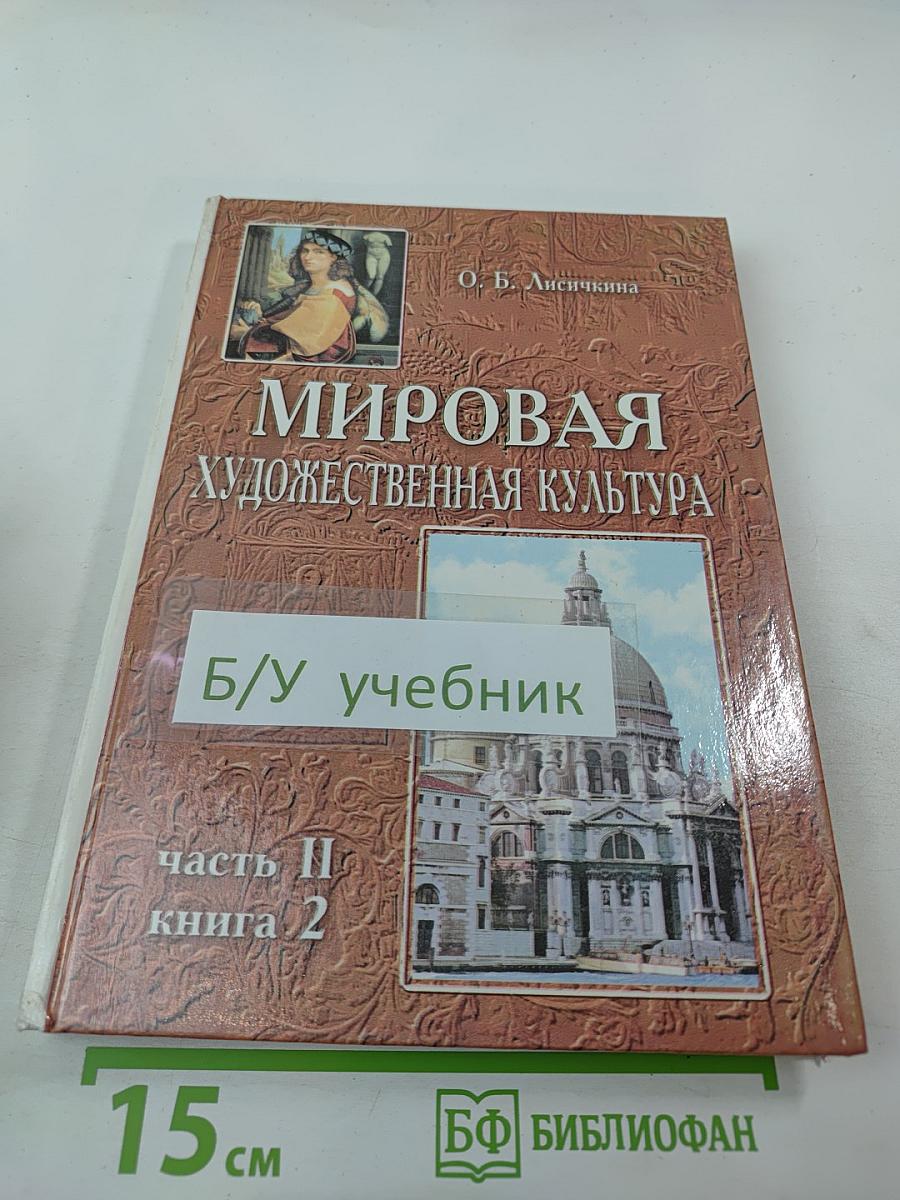 О. Б. Лисичкина
МИРОВАЯ
ХУДОЖЕСТВЕННАЯ КУЛЬТУРА
Б/У учебник
часть II
книга 2
15 см
БФ БИБЛИОФАН